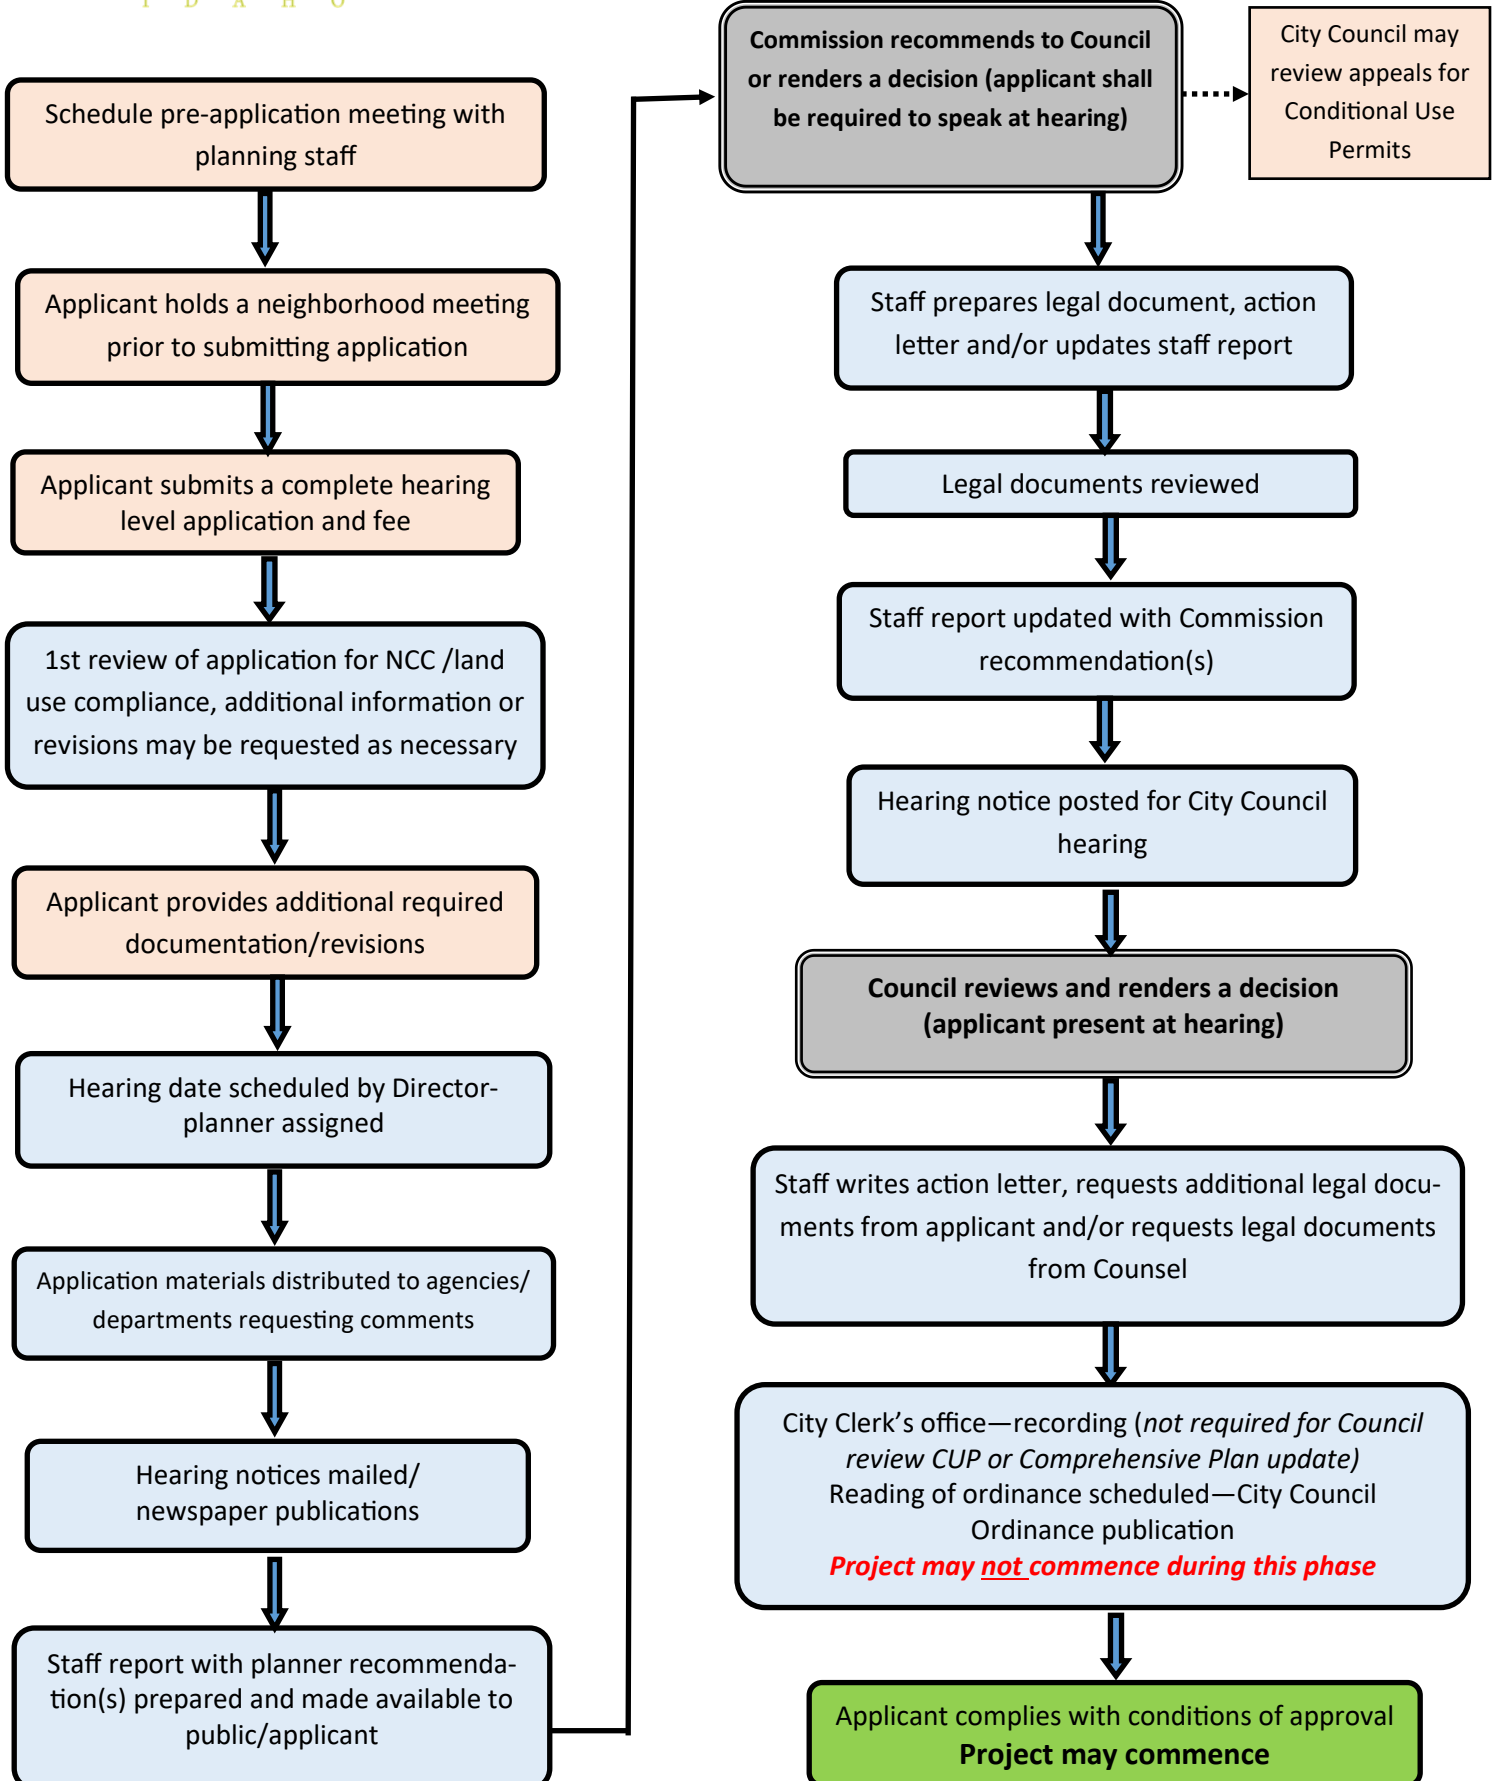 I D A H O
Schedule pre-application meeting with
planning staff
Applicant holds a neighborhood meeting
prior to submitting application
Applicant submits a complete hearing
level application and fee
1st review of application for NCC /land
use compliance, additional information or
revisions may be requested as necessary
Applicant provides additional required
documentation/revisions
Hearing date scheduled by Director-
planner assigned
Application materials distributed to agencies/
departments requesting comments
Hearing notices mailed/
newspaper publications
Staff report with planner recommenda-
tion(s) prepared and made available to
public/applicant
Commission recommends to Council
or renders a decision (applicant shall
be required to speak at hearing)
City Council may
review appeals for
Conditional Use
Permits
Staff prepares legal document, action
letter and/or updates staff report
Legal documents reviewed
Staff report updated with Commission
recommendation(s)
Hearing notice posted for City Council
hearing
Council reviews and renders a decision
(applicant present at hearing)
Staff writes action letter, requests additional legal docu-
ments from applicant and/or requests legal documents
from Counsel
City Clerk’s office—recording (not required for Council
review CUP or Comprehensive Plan update)
Reading of ordinance scheduled—City Council
Ordinance publication
Project may not commence during this phase
Applicant complies with conditions of approval
Project may commence